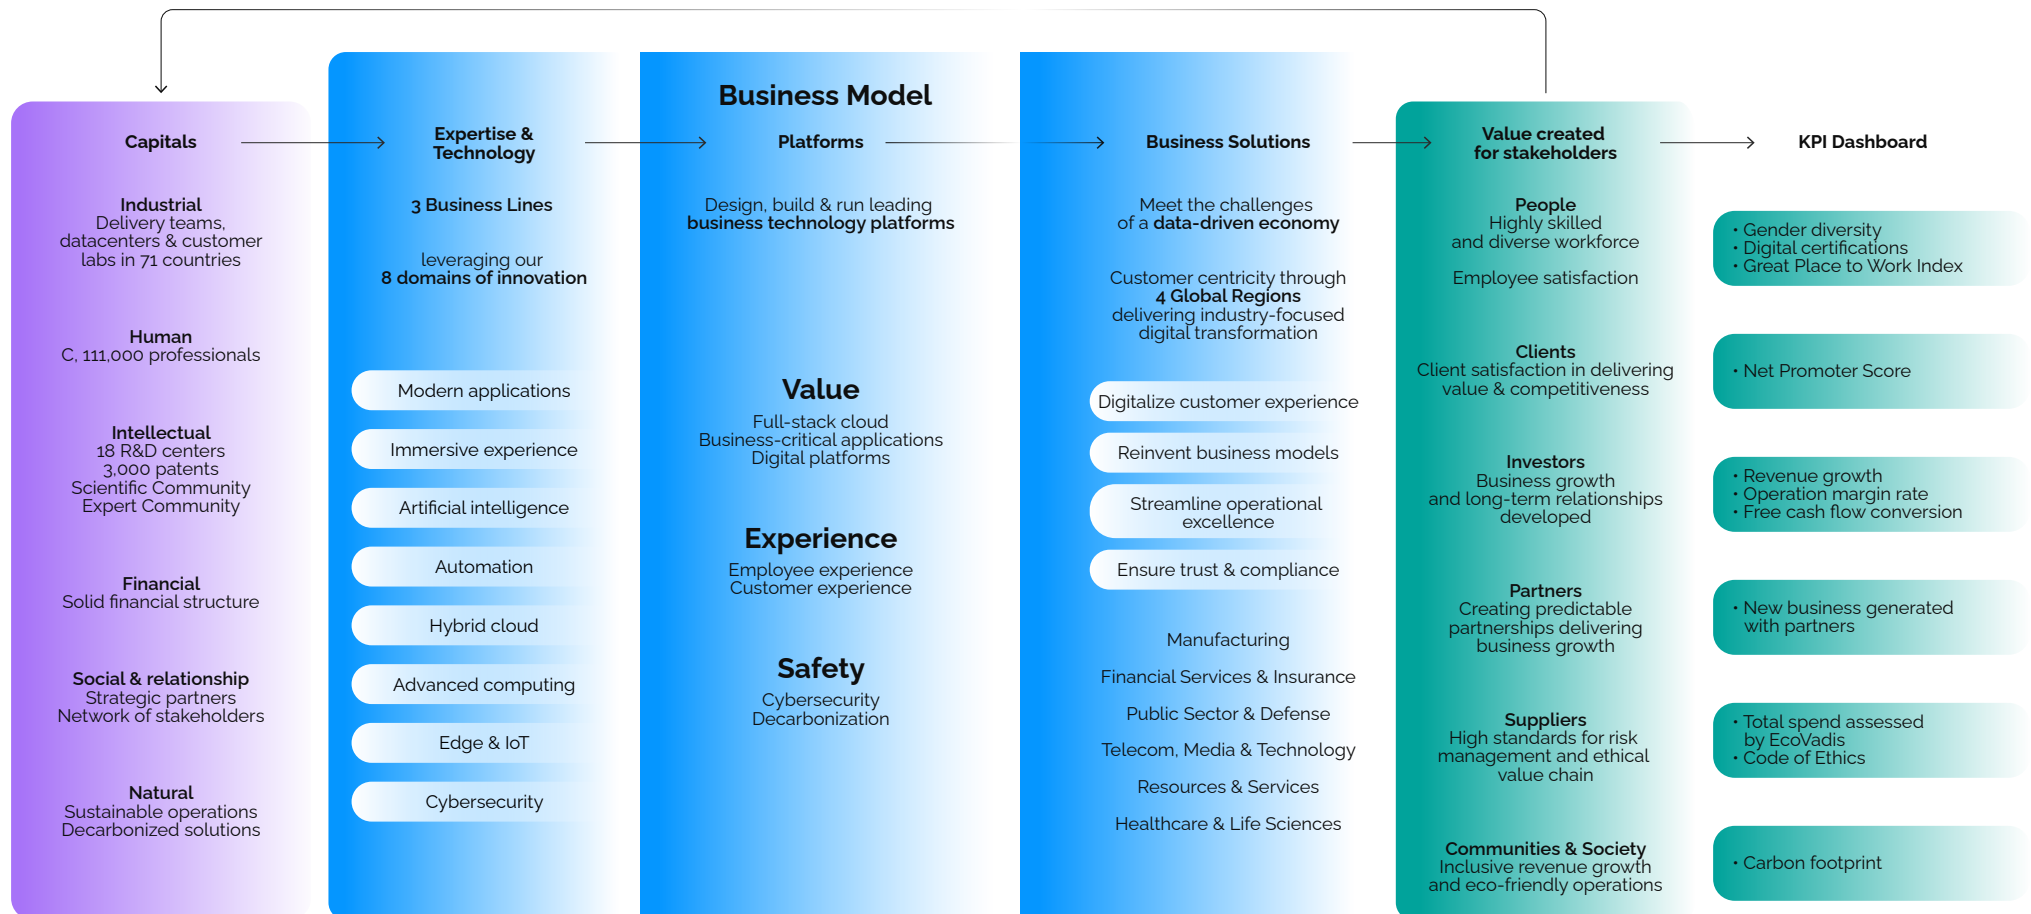 Business Model
Capitals
Industrial
Delivery teams,
datacenters & customer
labs in 71 countries
Human
C, 111,000 professionals
Intellectual
18 R&D centers
3,000 patents
Scientific Community
Expert Community
Financial
Solid financial structure
Social & relationship
Strategic partners
Network of stakeholders
Natural
Sustainable operations
Decarbonized solutions
Expertise &
Technology
3 Business Lines
leveraging our
8 domains of innovation
Modern applications
Immersive experience
Artificial intelligence
Automation
Hybrid cloud
Advanced computing
Edge & IoT
Cybersecurity
Platforms
Design, build & run leading
business technology platforms
Value
Full-stack cloud
Business-critical applications
Digital platforms
Experience
Employee experience
Customer experience
Safety
Cybersecurity
Decarbonization
Business Solutions
Meet the challenges
of a data-driven economy
Customer centricity through
4 Global Regions
delivering industry-focused
digital transformation
Digitalize customer experience
Reinvent business models
Streamline operational
excellence
Ensure trust & compliance
Manufacturing
Financial Services & Insurance
Public Sector & Defense
Telecom, Media & Technology
Resources & Services
Healthcare & Life Sciences
Value created
for stakeholders
People
Highly skilled
and diverse workforce
Employee satisfaction
Clients
Client satisfaction in delivering
value & competitiveness
Investors
Business growth
and long-term relationships
developed
Partners
Creating predictable
partnerships delivering
business growth
Suppliers
High standards for risk
management and ethical
value chain
Communities & Society
Inclusive revenue growth
and eco-friendly operations
KPI Dashboard
• Gender diversity
• Digital certifications
• Great Place to Work Index
• Net Promoter Score
• Revenue growth
• Operation margin rate
• Free cash flow conversion
• New business generated
with partners
• Total spend assessed
by EcoVadis
• Code of Ethics
• Carbon footprint